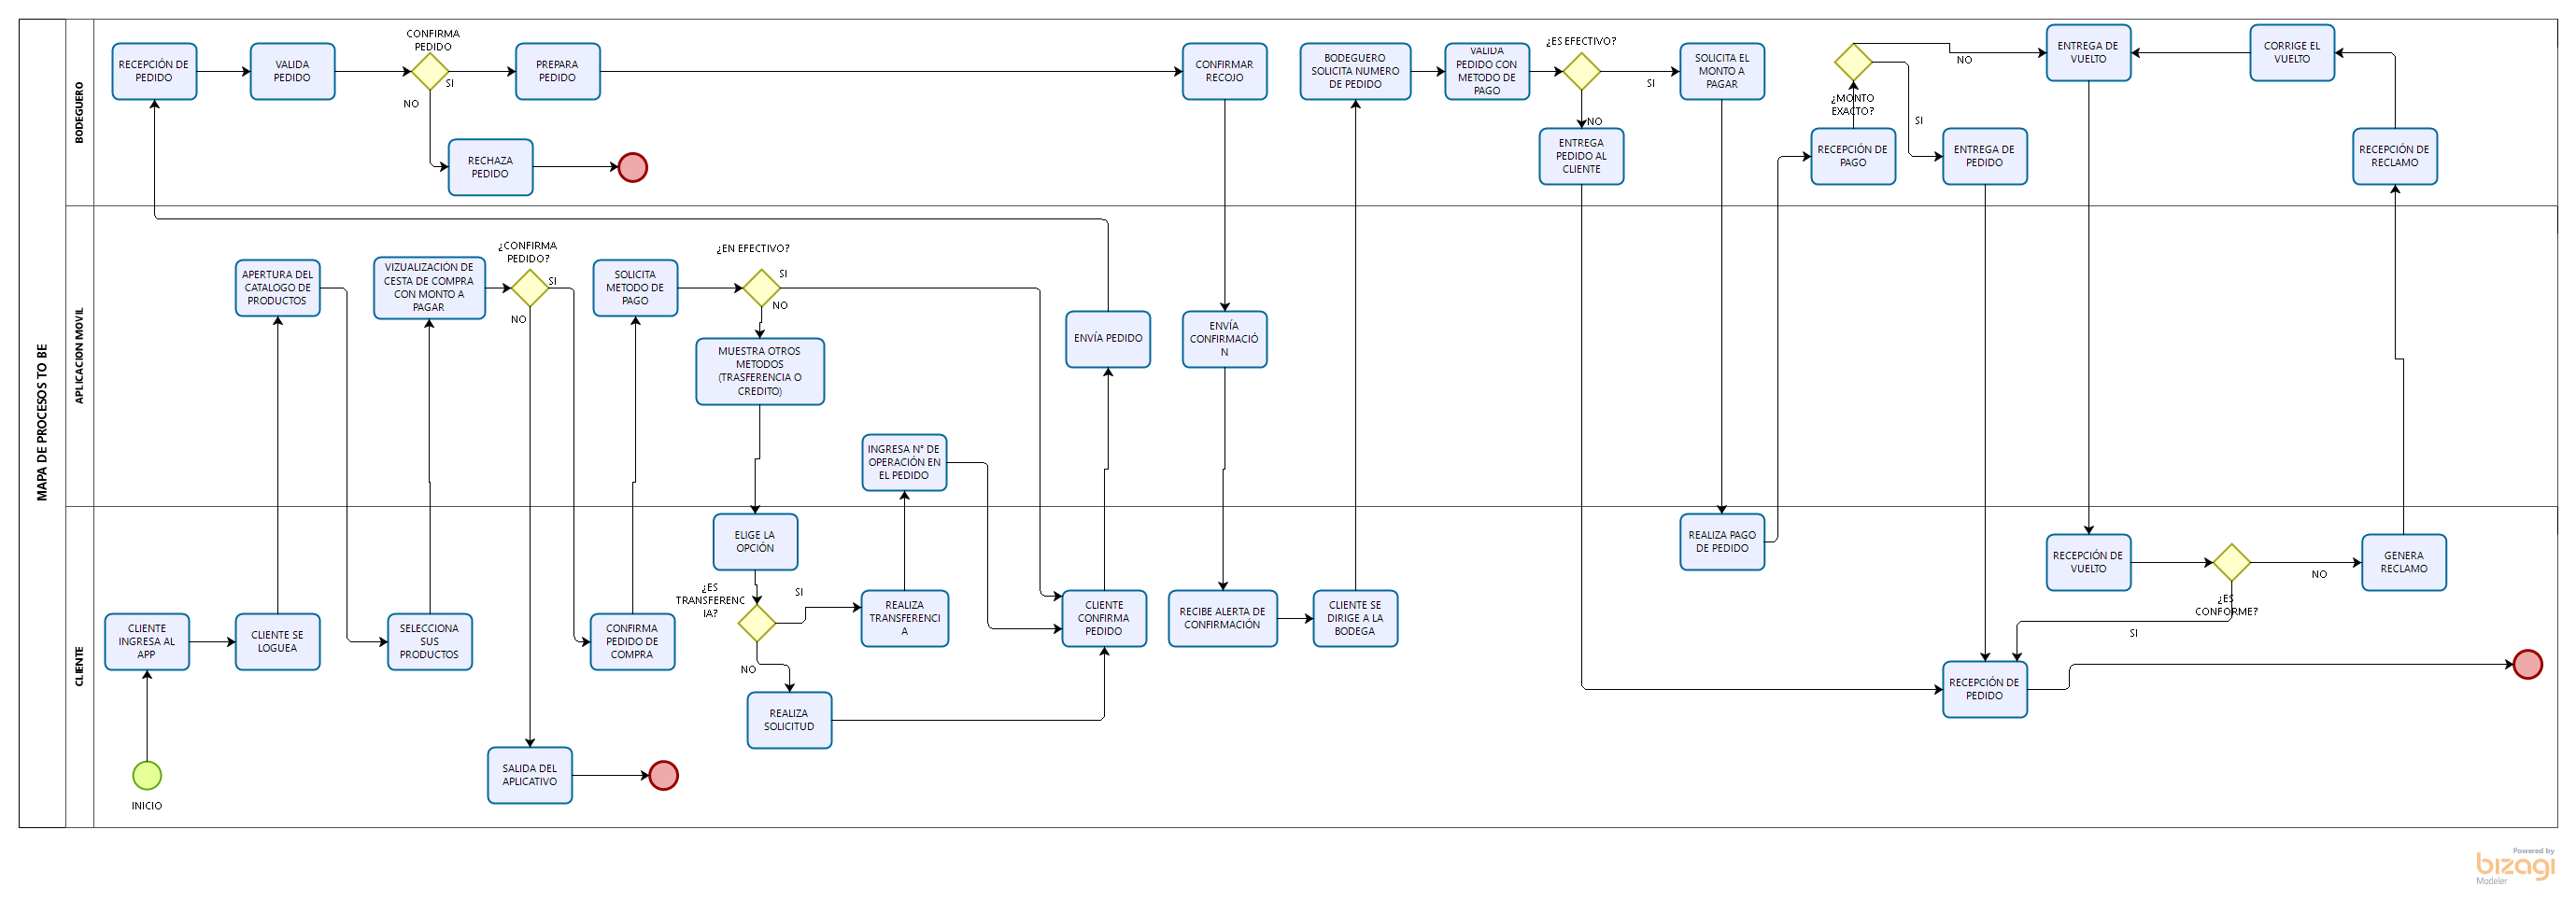 MAPA DE PROCESOS TO BE
BODEGUERO
RECEPCIÓN DE
PEDIDO
VALIDA
PEDIDO
CONFIRMA
PEDIDO
SI
NO
PREPARA
PEDIDO
RECHAZA
PEDIDO
CONFIRMAR
RECOJO
BODEGUERO
SOLICITA NUMERO
DE PEDIDO
VALIDA
PEDIDO CON
METODO DE
PAGO
¿ES EFECTIVO?
SI
NO
ENTREGA
PEDIDO AL
CLIENTE
SOLICITA EL
MONTO A
PAGAR
¿MONTO
EXACTO?
RECEPCIÓN DE
PAGO
NO
SI
ENTREGA DE
PEDIDO
ENTREGA DE
VUELTO
CORRIGE EL
VUELTO
RECEPCIÓN DE
RECLAMO
APLICACION MOVIL
APERTURA DEL
CATALOGO DE
PRODUCTOS
VIZUALIZACIÓN DE
CESTA DE COMPRA
CON MONTO A
PAGAR
¿CONFIRMA
PEDIDO?
SI
NO
SOLICITA
METODO DE
PAGO
¿EN EFECTIVO?
SI
NO
MUESTRA OTROS
METODOS
(TRASFERENCIA O
CREDITO)
INGRESA N° DE
OPERACIÓN EN
EL PEDIDO
ENVÍA PEDIDO
ENVÍA
CONFIRMACIÓ
N
CLIENTE
CLIENTE
INGRESA AL
APP
INICIO
CLIENTE SE
LOGUEA
SELECCIONA
SUS
PRODUCTOS
SALIDA DEL
APLICATIVO
CONFIRMA
PEDIDO DE
COMPRA
ELIGE LA
OPCIÓN
¿ES
TRANSFERENC
IA?
SI
NO
REALIZA
TRANSFERENCI
A
REALIZA
SOLICITUD
CLIENTE
CONFIRMA
PEDIDO
RECIBE ALERTA DE
CONFIRMACIÓN
CLIENTE SE
DIRIGE A LA
BODEGA
REALIZA PAGO
DE PEDIDO
RECEPCIÓN DE
VUELTO
¿ES
CONFORME?
NO
SI
GENERA
RECLAMO
RECEPCIÓN DE
PEDIDO
Powered by
bizagi
Modeler